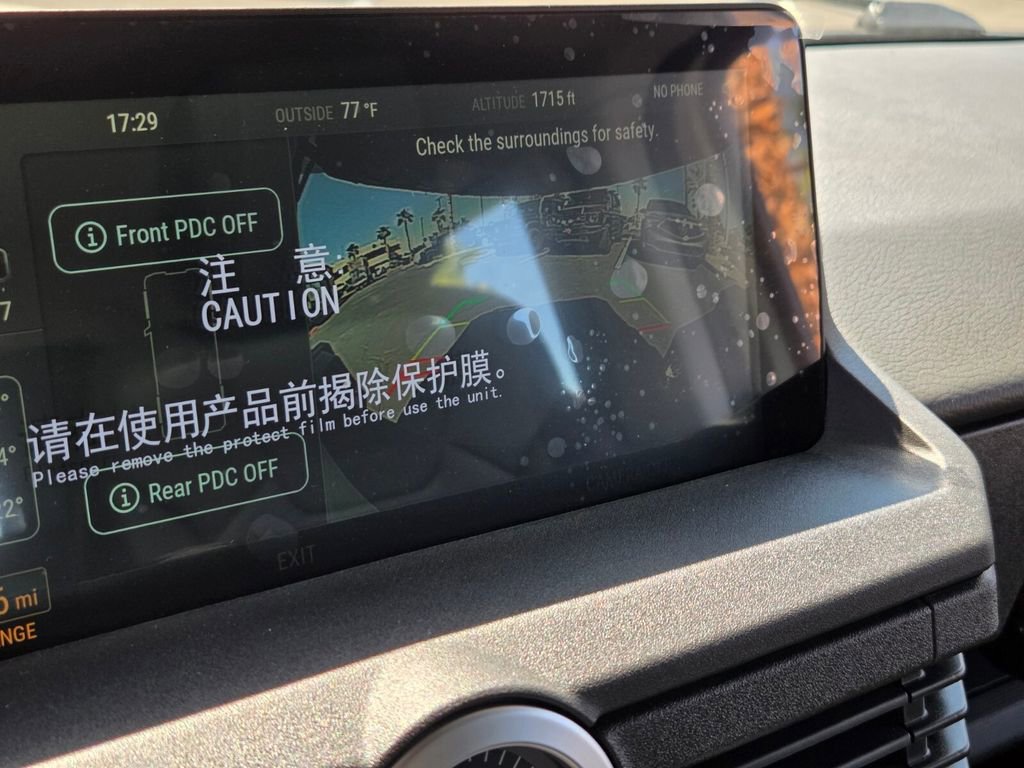 17:29 OUTSIDE 77 °F ALTITUDE 1715 ft NO PHONE
Check the surroundings for safety.
Front PDC OFF
注 意
CAUTION
7
请在使用产品前揭除保护膜。
Please remove the protect film before use the unit.
Rear PDC OFF
EXIT
mi
NGE